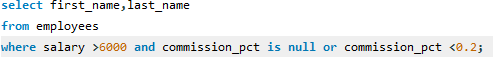 select first_name,last_name
from employees
where salary >6000 and commission_pct is null or commission_pct <0.2;